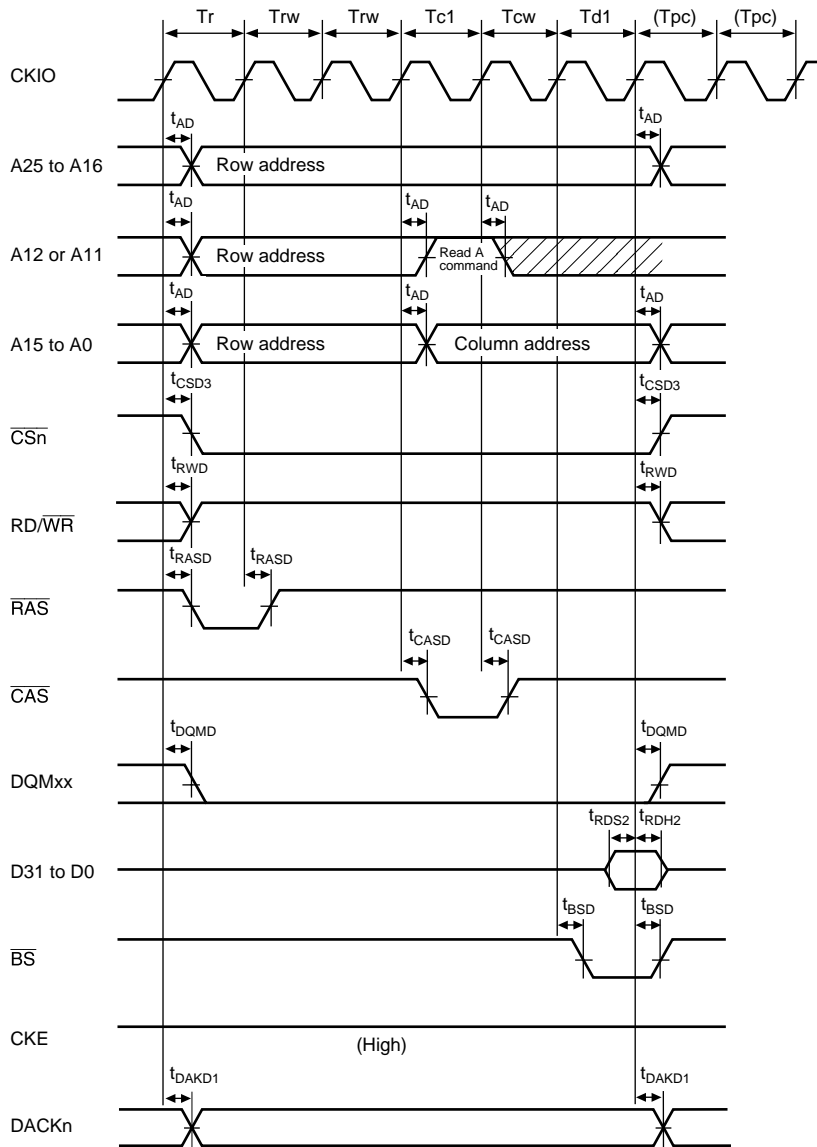 Tr Trw Trw Tc1 Tcw Td1 (Tpc) (Tpc)
CKIO
tAD tAD
A25 to A16 Row address
tAD tAD tAD
A12 or A11 Row address Read A command
tAD tAD tAD
A15 to A0 Row address Column address
tCSD3 tCSD3
CSn
tRWD tRWD
RD/WR
tRASD tRASD
RAS
tCASD tCASD
CAS
tDQMD tDQMD
DQMxx
tRDS2 tRDH2
D31 to D0
tBSD tBSD
BS
CKE
(High)
tDAKD1 tDAKD1
DACKn